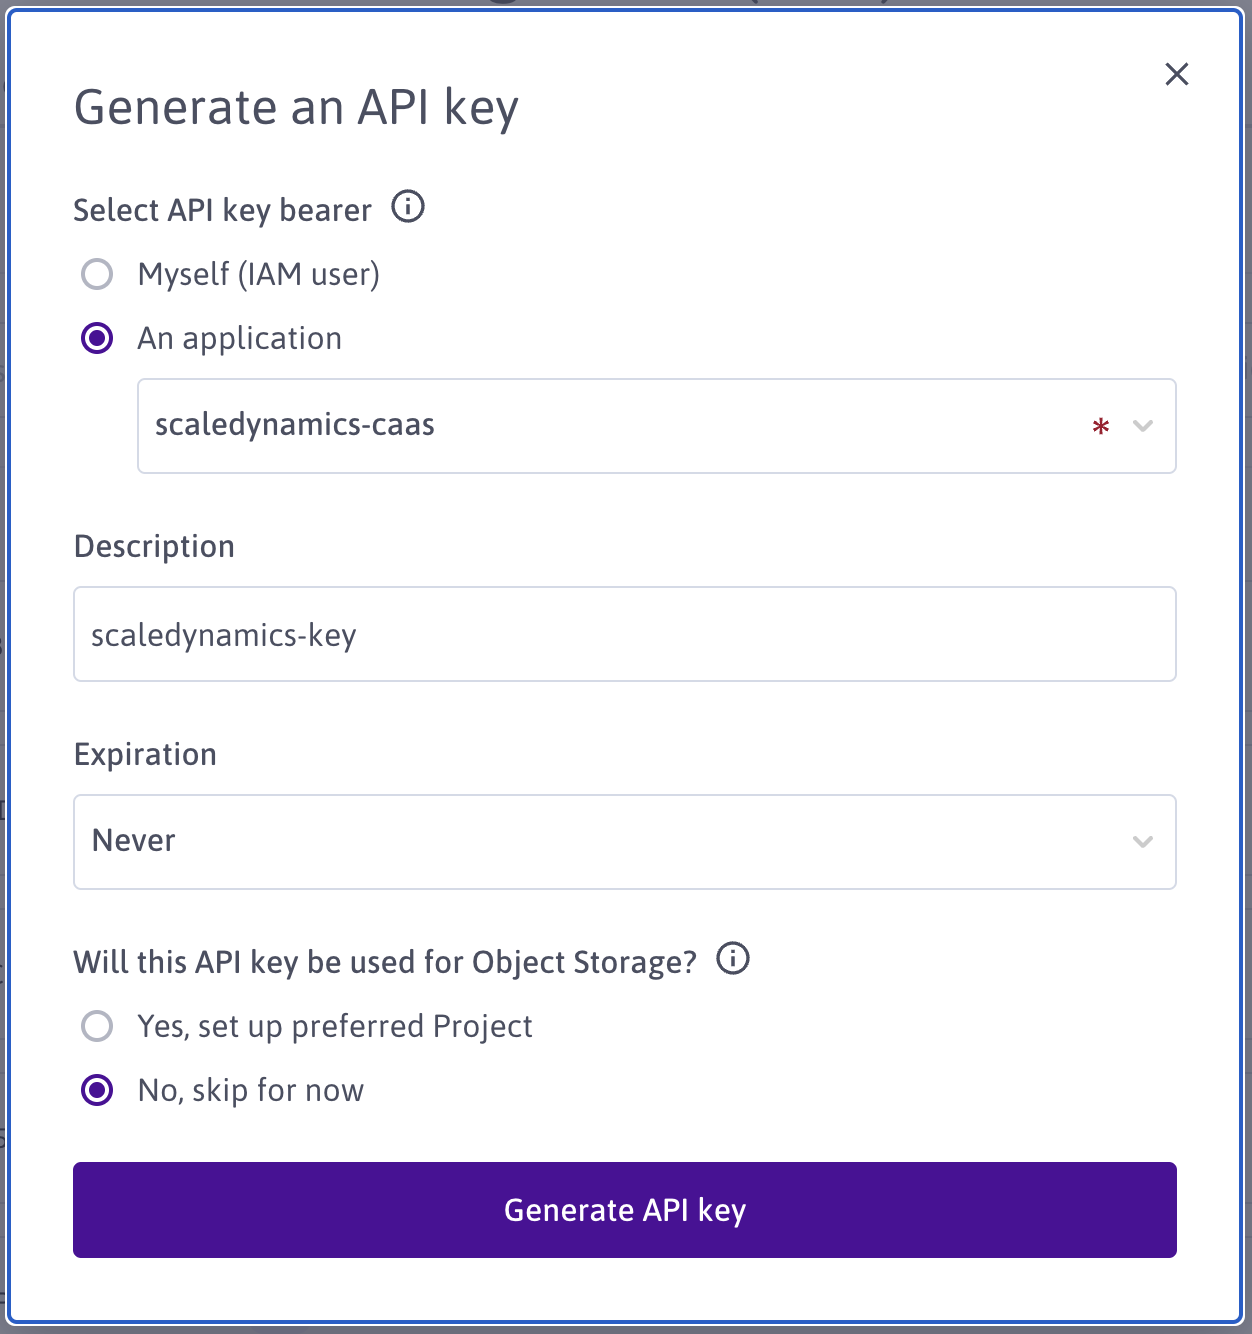 Generate an API key
Select API key bearer
Myself (IAM user)
An application
scaledynamics-caas *
Description
scaledynamics-key
Expiration
Never
Will this API key be used for Object Storage?
Yes, set up preferred Project
No, skip for now
Generate API key